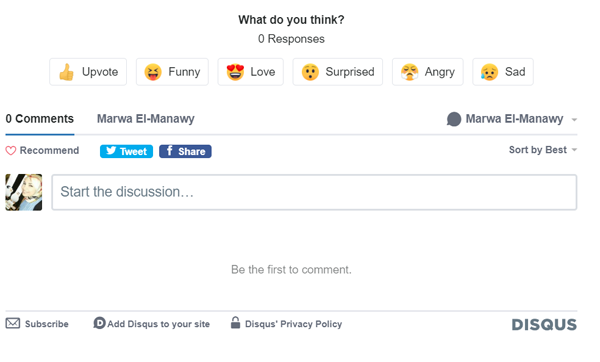 What do you think?
0 Responses
Upvote Funny Love Surprised Angry Sad
0 Comments Marwa El-Manawy Marwa El-Manawy
Recommend Tweet f Share Sort by Best
Start the discussion…
Be the first to comment.
Subscribe D Add Disqus to your site Disqus' Privacy Policy DISQUS